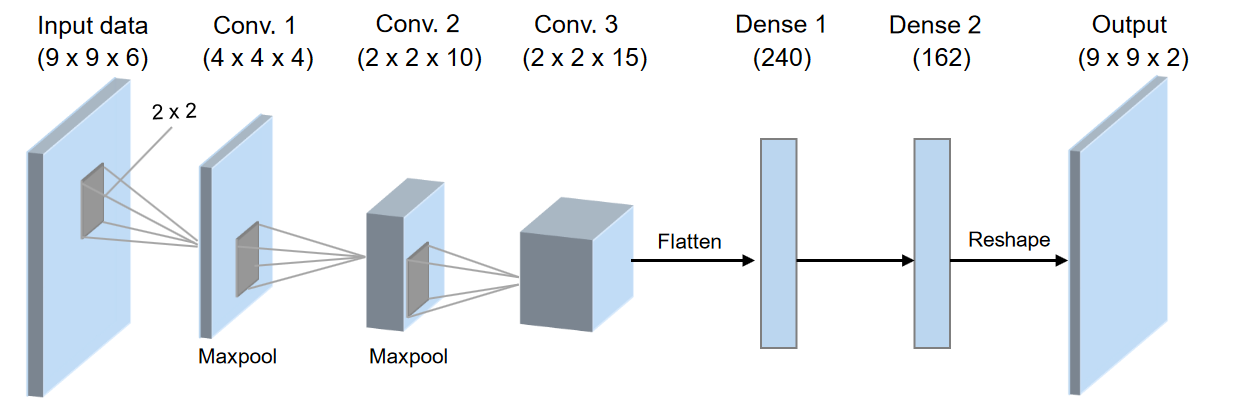 Input data
(9 x 9 x 6)
Conv. 1
(4 x 4 x 4)
Conv. 2
(2 x 2 x 10)
Conv. 3
(2 x 2 x 15)
Dense 1
(240)
Dense 2
(162)
Output
(9 x 9 x 2)
2 x 2
Flatten
Reshape
Maxpool
Maxpool